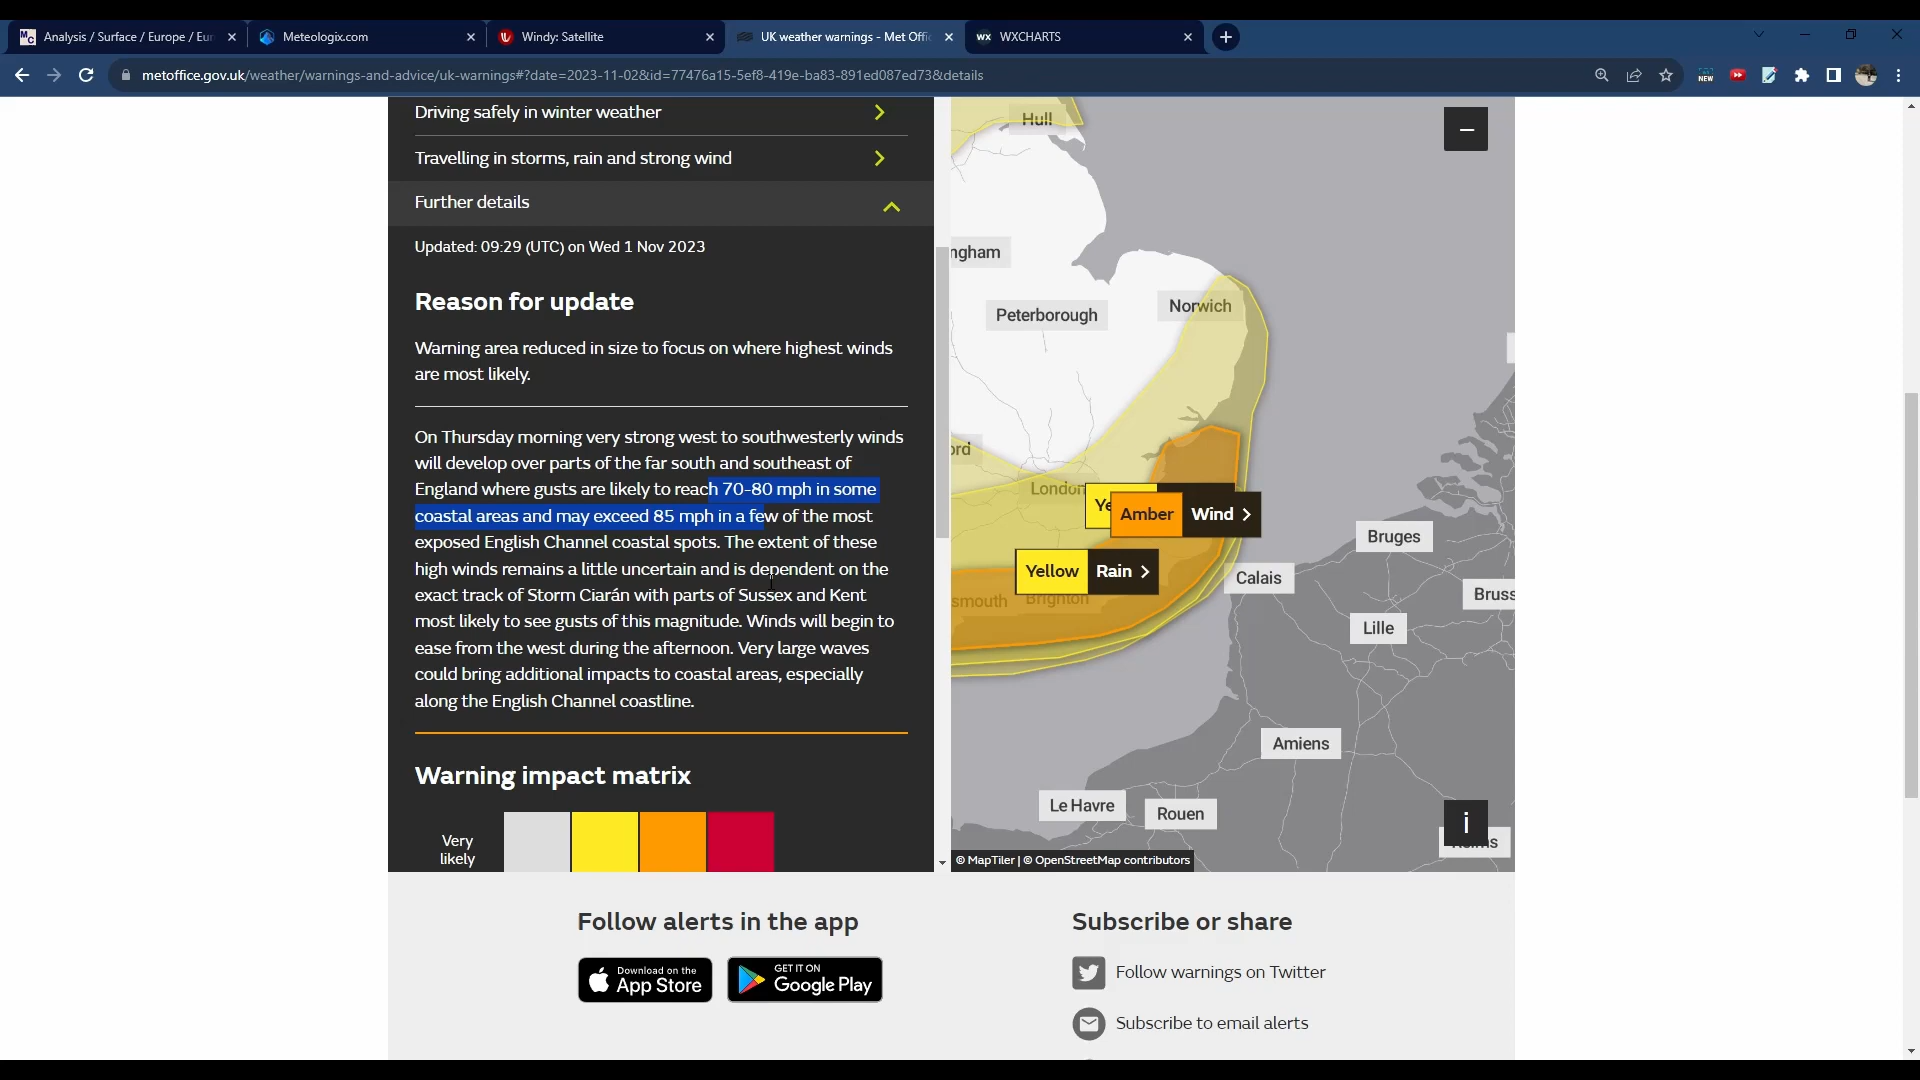 Analysis / Surface / Europe / Eur
Meteologix.com
Windy: Satellite
UK weather warnings - Met Offic
WX WXCHARTS
metoffice.gov.uk/weather/warnings-and-advice/uk-warnings#?date=2023-11-02&id=77476a15-5ef8-419e-ba83-891ed087ed73&details
NEW
Driving safely in winter weather
Travelling in storms, rain and strong wind
Further details
Updated: 09:29 (UTC) on Wed 1 Nov 2023
Reason for update
Warning area reduced in size to focus on where highest winds
are most likely.
On Thursday morning very strong west to southwesterly winds
will develop over parts of the far south and southeast of
England where gusts are likely to reach 70-80 mph in some
coastal areas and may exceed 85 mph in a few of the most
exposed English Channel coastal spots. The extent of these
high winds remains a little uncertain and is dependent on the
exact track of Storm Ciarán with parts of Sussex and Kent
most likely to see gusts of this magnitude. Winds will begin to
ease from the west during the afternoon. Very large waves
could bring additional impacts to coastal areas, especially
along the English Channel coastline.
Warning impact matrix
Very
likely
Hull
ngham
Peterborough
Norwich
ord
London
Ye
Amber Wind
Yellow Rain
smouth
Brighton
Calais
Bruges
Bruss
Lille
Amiens
Le Havre
Rouen
i
© MapTiler | © OpenStreetMap contributors
Follow alerts in the app
Download on the
App Store
GET IT ON
Google Play
Subscribe or share
Follow warnings on Twitter
Subscribe to email alerts